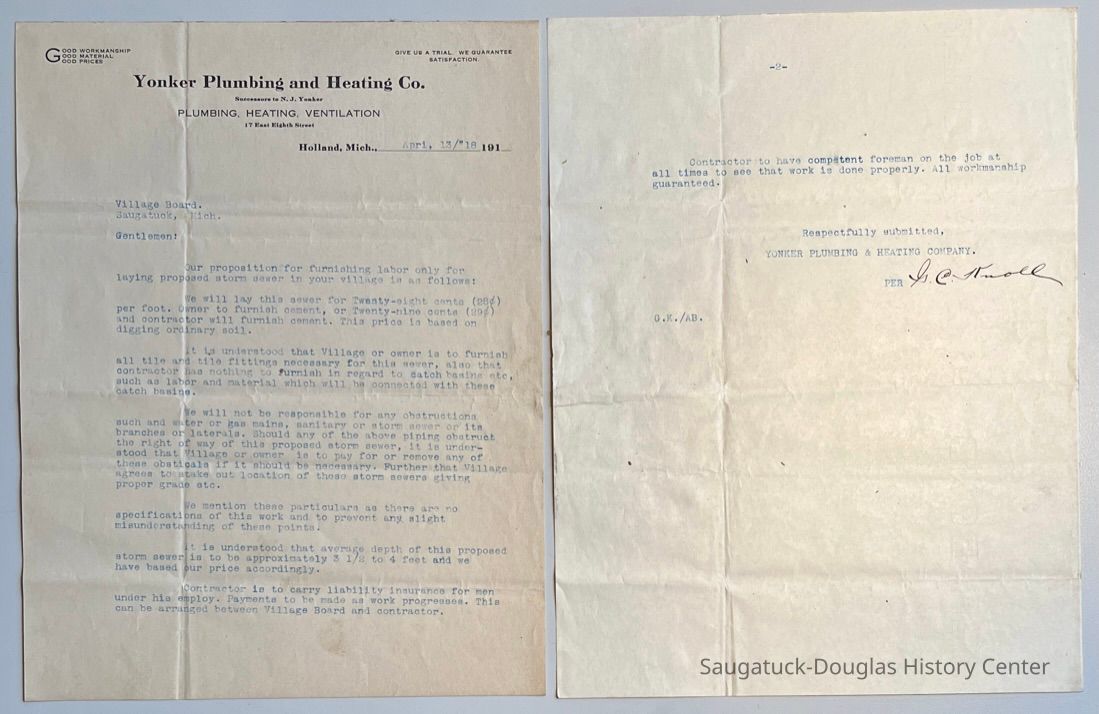 GOOD WORKMANSHIP
GOOD MATERIAL
GOOD PRICES
GIVE US A TRIAL. WE GUARANTEE
SATISFACTION.
Yonker Plumbing and Heating Co.
Successors to N. J. Yonker
PLUMBING, HEATING, VENTILATION
17 East Eighth Street
Holland, Mich., Apri, 13/"18 191
Village Board.
Saugatuck, Mich.
Gentlemen:
Our proposition for furnishing labor only for
laying proposed storm sewer in your village is as follows:
We will lay this sewer for Twenty-eight cents (28¢)
per foot. Owner to furnish cement, or Twenty-nine cents (29¢)
and contractor will furnish cement. This price is based on
digging ordinary soil.
It is understood that Village or owner is to furnish
all tile and tile fittings necessary for this sewer, also that
contractor has nothing to furnish in regard to catch basins etc,
such as labor and material which will be connected with these
catch basins.
We will not be responsible for any obstructions
such and water or gas mains, sanitary or storm sewer or its
branches or laterals. Should any of the above piping obstruct
the right of way of this proposed storm sewer, it is under-
stood that Village or owner is to pay for or remove any of
these obsticals if it should be necessary. Further that Village
agrees to stake out location of these storm sewers giving
proper grade etc.
We mention these particulars as there are no
specifications of this work and to prevent any slight
misunderstanding of these points.
It is understood that average depth of this proposed
storm sewer is to be approximately 3 1/2 to 4 feet and we
have based our price accordingly.
Contractor is to carry liability insurance for men
under his employ. Payments to be made as work progresses. This
can be arranged between Village Board and contractor.
-2-
Contractor to have competent foreman on the job at
all times to see that work is done properly. All workmanship
guaranteed.
Respectfully submitted,
YONKER PLUMBING & HEATING COMPANY.
PER G. C. Knoll
G.K./AB.
Saugatuck-Douglas History Center